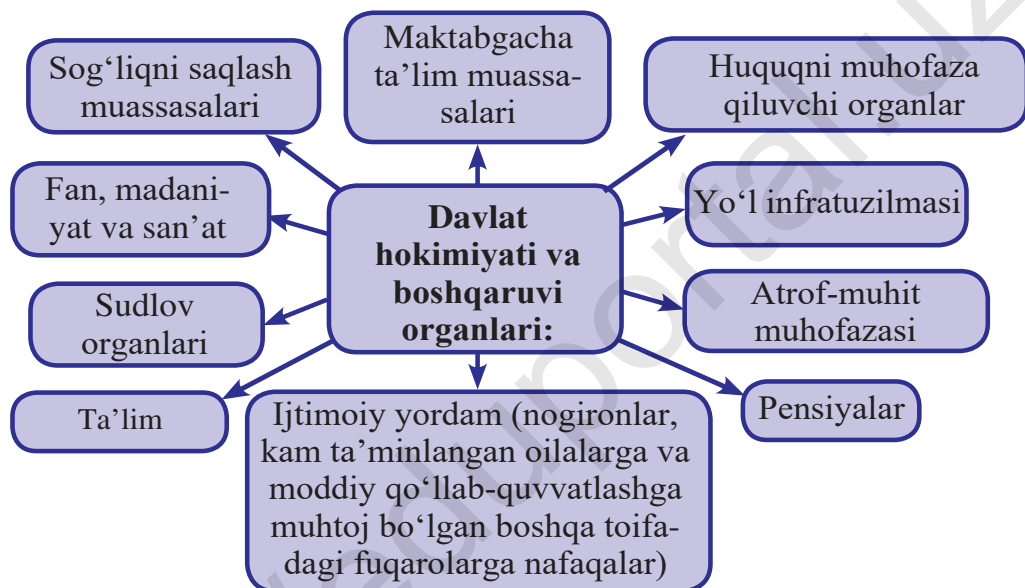 Sog‘liqni saqlash
muassasalari
Maktabgacha
ta’lim muassa-
salari
Huquqni muhofaza
qiluvchi organlar
Fan, madani-
yat va san’at
Davlat
hokimiyati va
boshqaruvi
organlari:
Yo‘l infratuzilmasi
Sudlov
organlari
Atrof-muhit
muhofazasi
Ta’lim
Ijtimoiy yordam (nogironlar,
kam ta’minlangan oilalarga va
moddiy qo‘llab-quvvatlashga
muhtoj bo‘lgan boshqa toifa-
dagi fuqarolarga nafaqalar)
Pensiyalar
eduportal.uz